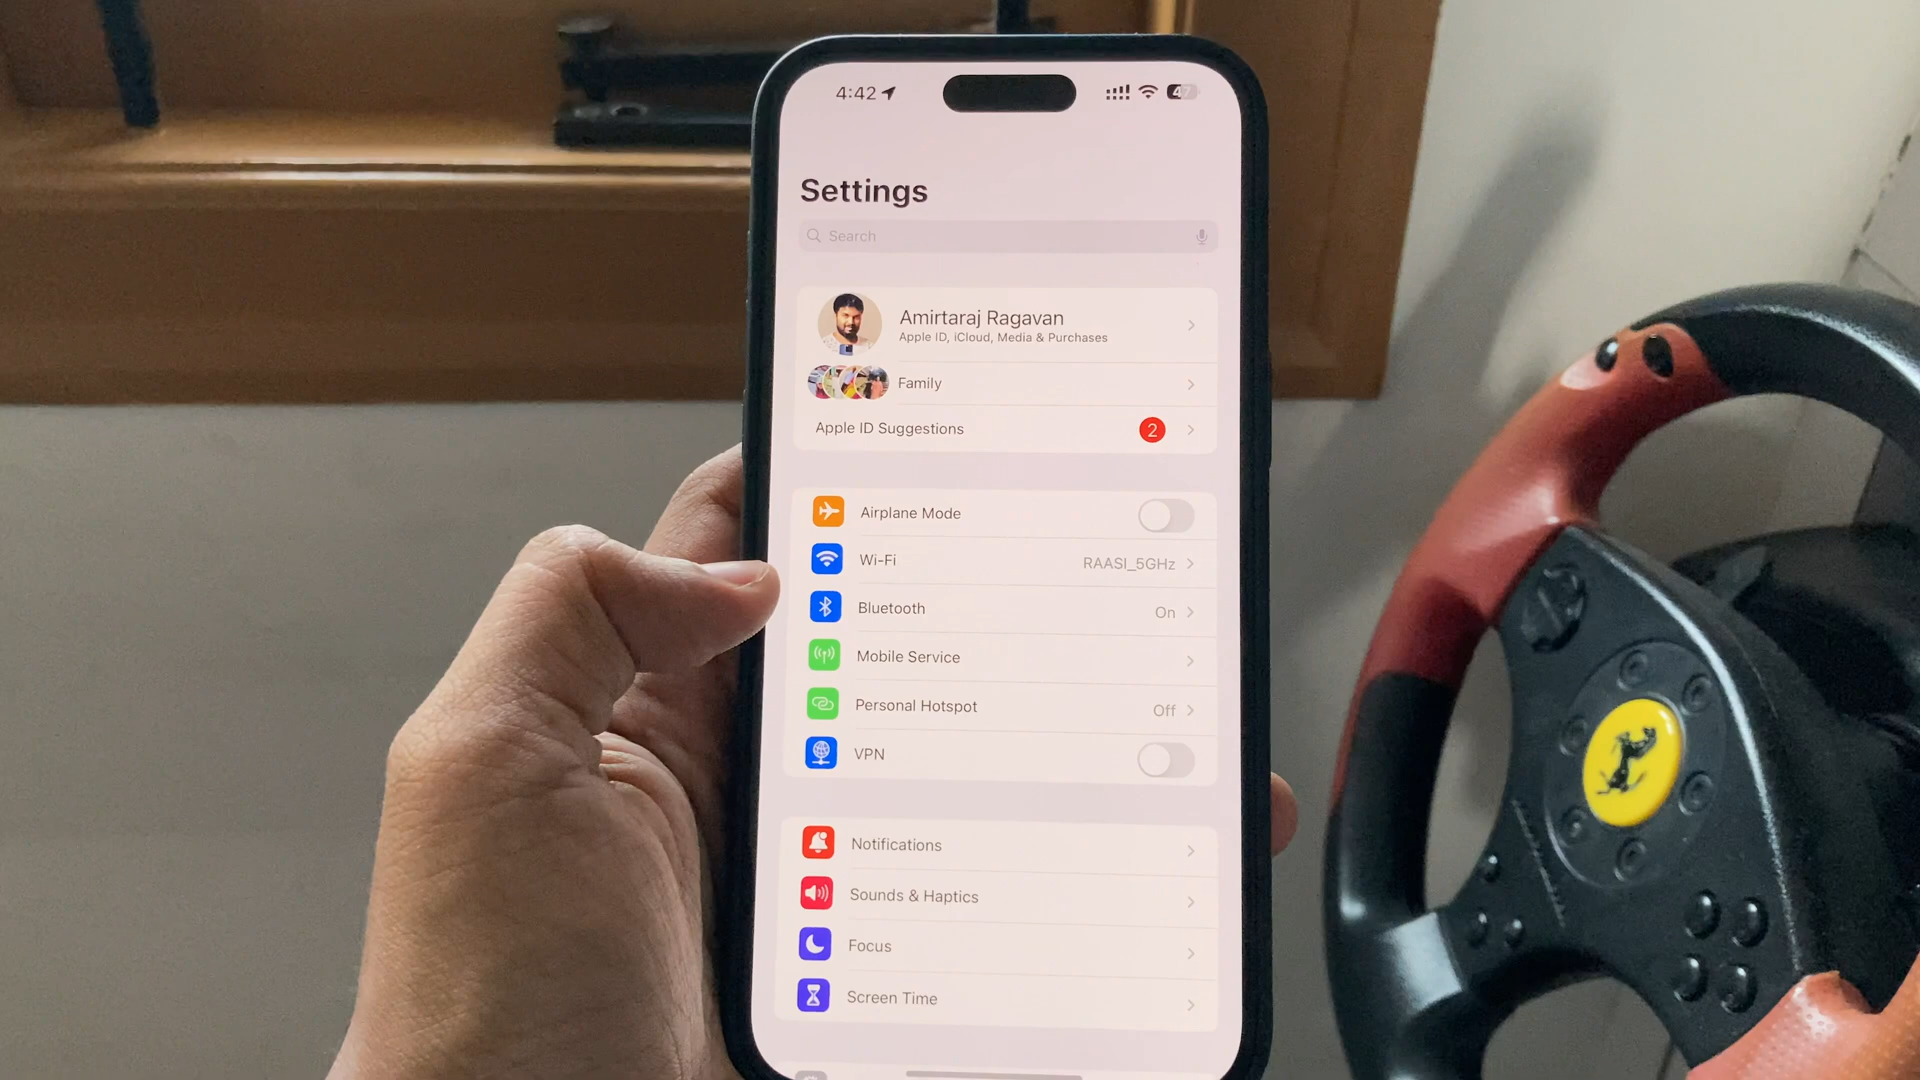 4:42
47
Settings
Search
Amirtaraj Ragavan
Apple ID, iCloud, Media & Purchases
Family
Apple ID Suggestions 2
Airplane Mode
Wi-Fi RAASI_5GHz
Bluetooth On
Mobile Service
Personal Hotspot Off
VPN
Notifications
Sounds & Haptics
Focus
Screen Time